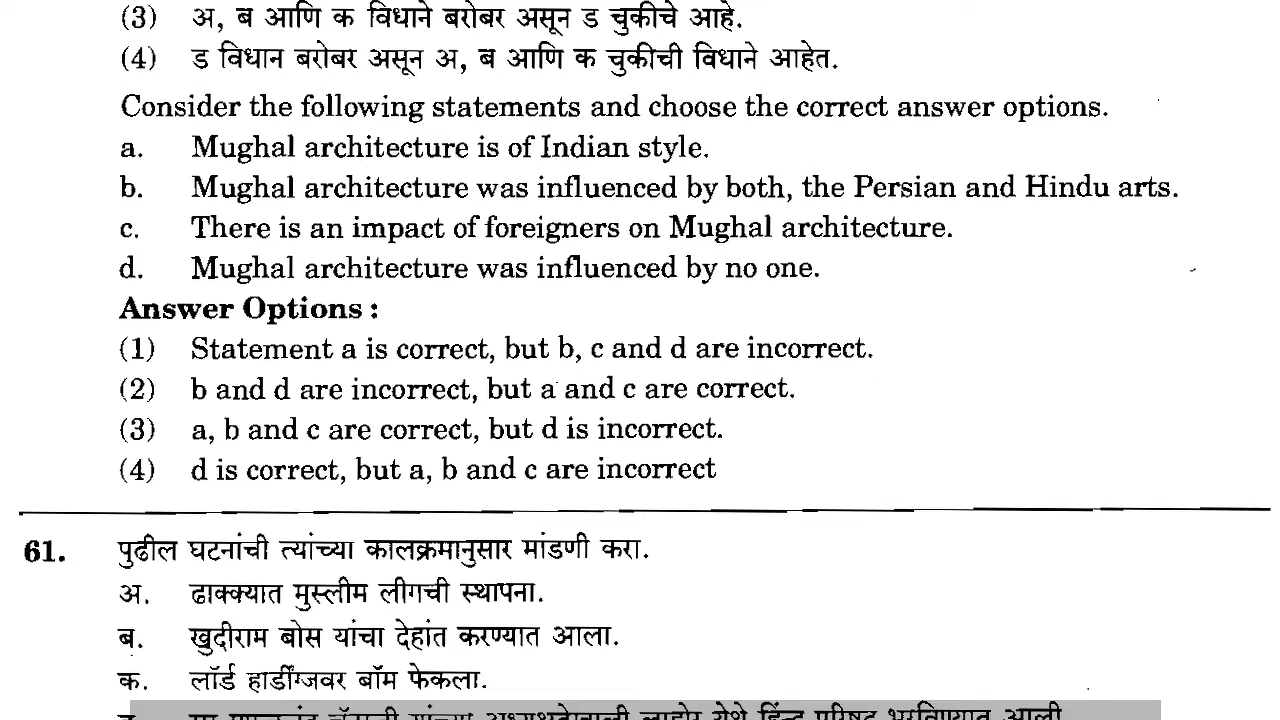 (3) अ, ब आणि क विधाने बरोबर असून ड चुकीचे आहे.
(4) ड विधान बरोबर असून अ, ब आणि क चुकीची विधाने आहेत.
Consider the following statements and choose the correct answer options.
a. Mughal architecture is of Indian style.
b. Mughal architecture was influenced by both, the Persian and Hindu arts.
c. There is an impact of foreigners on Mughal architecture.
d. Mughal architecture was influenced by no one.
Answer Options :
(1) Statement a is correct, but b, c and d are incorrect.
(2) b and d are incorrect, but a and c are correct.
(3) a, b and c are correct, but d is incorrect.
(4) d is correct, but a, b and c are incorrect
61. पुढील घटनांची त्यांच्या कालक्रमानुसार मांडणी करा.
अ. ढाक्क्यात मुस्लीम लीगची स्थापना.
ब. खुदीराम बोस यांचा देहांत करण्यात आला.
क. लॉर्ड हार्डींग्जवर बॉम फेकला.
यांच्या लाहोर येथे हिंदू परिषद भरविण्यात आली